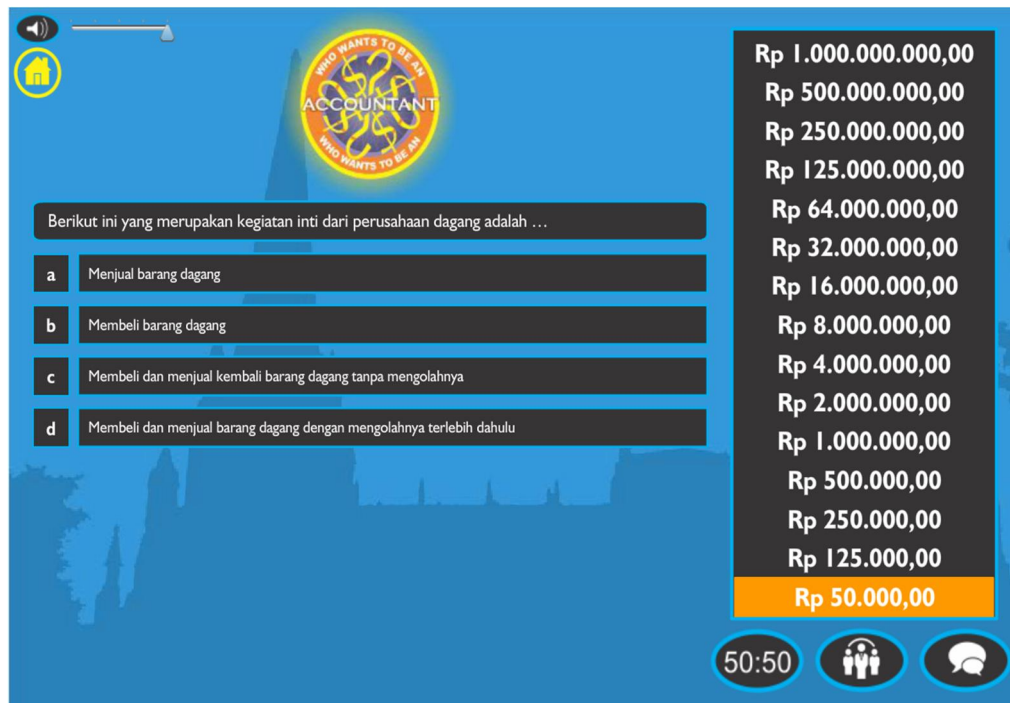 WHO WANTS TO BE AN
ACCOUNTANT
WHO WANTS TO BE AN
Berikut ini yang merupakan kegiatan inti dari perusahaan dagang adalah …
a Menjual barang dagang
b Membeli barang dagang
c Membeli dan menjual kembali barang dagang tanpa mengolahnya
d Membeli dan menjual barang dagang dengan mengolahnya terlebih dahulu
Rp 1.000.000.000,00
Rp 500.000.000,00
Rp 250.000.000,00
Rp 125.000.000,00
Rp 64.000.000,00
Rp 32.000.000,00
Rp 16.000.000,00
Rp 8.000.000,00
Rp 4.000.000,00
Rp 2.000.000,00
Rp 1.000.000,00
Rp 500.000,00
Rp 250.000,00
Rp 125.000,00
Rp 50.000,00
50:50